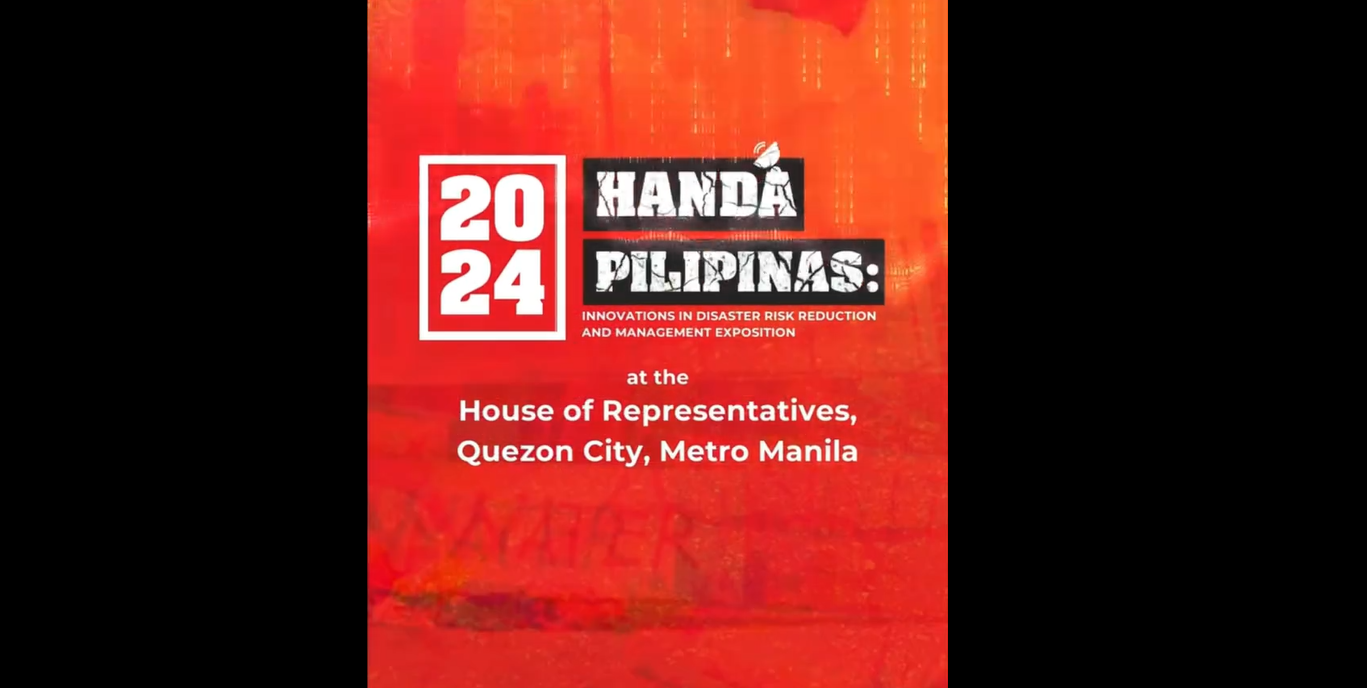 20
24
HANDÀ
PILIPINAS:
INNOVATIONS IN DISASTER RISK REDUCTION
AND MANAGEMENT EXPOSITION
at the
House of Representatives,
Quezon City, Metro Manila